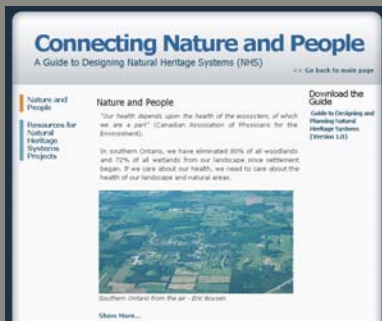 Connecting Nature and People
A Guide to Designing Natural Heritage Systems (NHS)
<< Go back to main page
Nature and
People
Resources for
Natural
Heritage
Systems
Projects
Nature and People
"Our health depends upon the health of the ecosystem, of which
we are a part" (Canadian Association of Physicians for the
Environment).
In southern Ontario, we have eliminated 80% of all woodlands
and 72% of all wetlands from our landscape since settlement
began. If we care about our health, we need to care about the
health of our landscape and natural areas.
Southern Ontario from the air - Eric Boysen
Show More...
Download the
Guide
Guide to Designing and
Planning Natural
Heritage Systems
(Version 1.0)